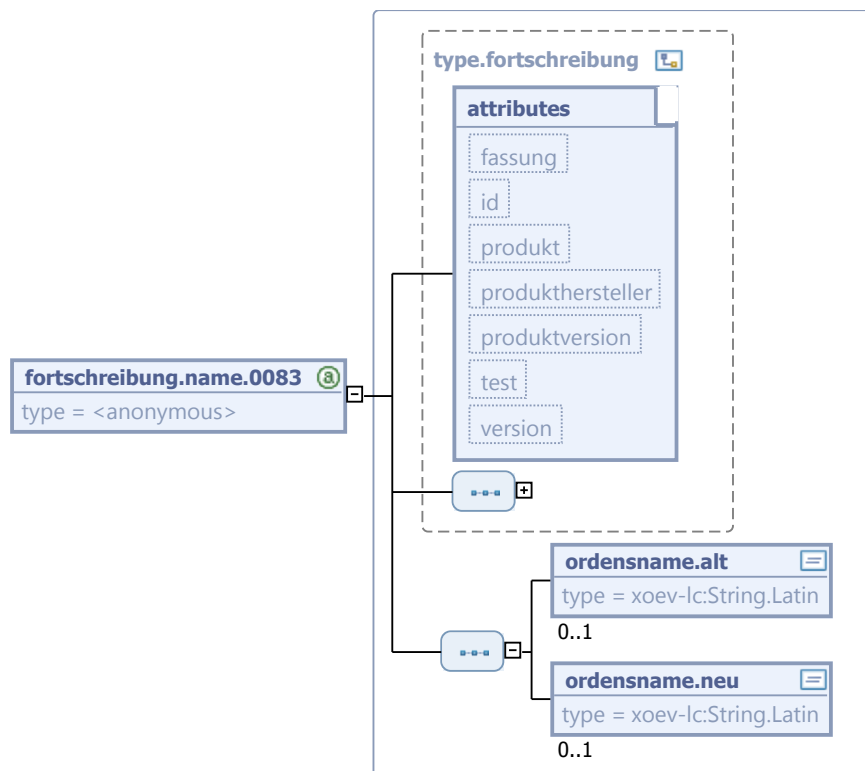 type.fortschreibung
attributes
fassung
id
produkt
produkthersteller
produktversion
test
version
fortschreibung.name.0083 a
type = <anonymous>
ordensname.alt
type = xoev-lc:String.Latin
0..1
ordensname.neu
type = xoev-lc:String.Latin
0..1